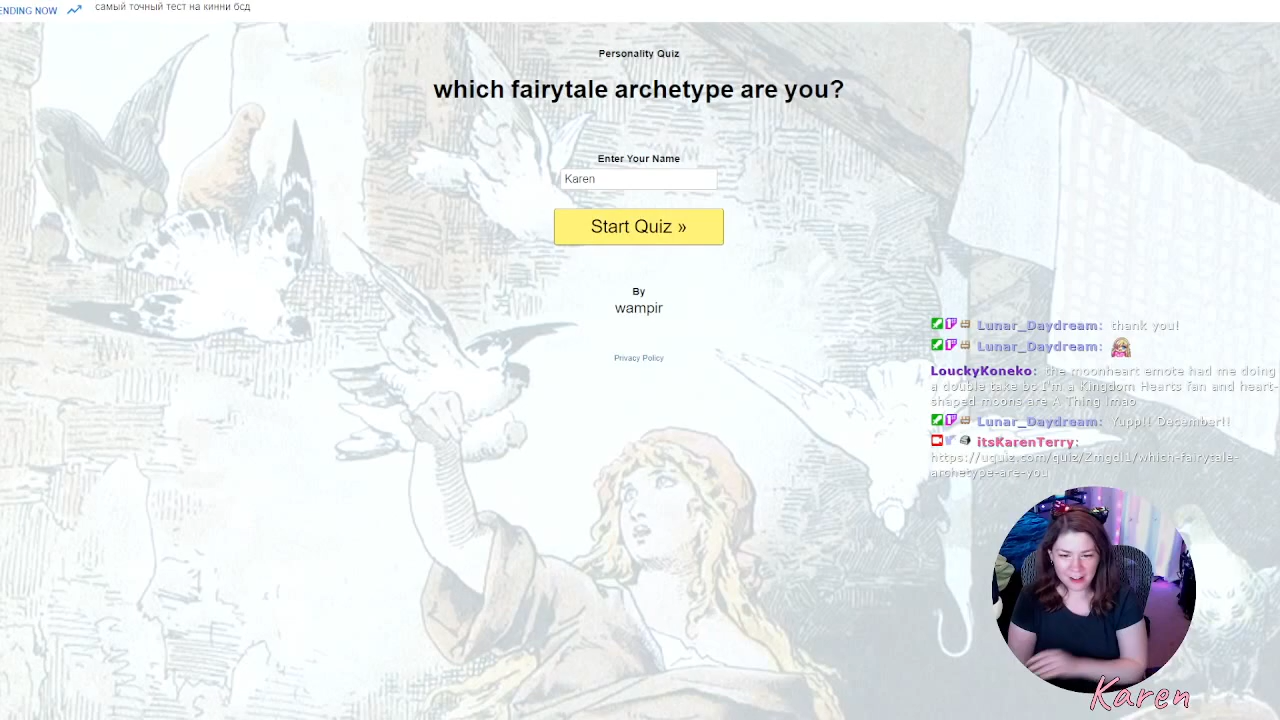 ENDING NOW самый точный тест на кинни бсд
Personality Quiz
which fairytale archetype are you?
Enter Your Name
Karen
Start Quiz »
By
wampir
Privacy Policy
Lunar_Daydream: thank you!
Lunar_Daydream:
LouckyKoneko: the moonheart emote had me doing
a double take bc I'm a Kingdom Hearts fan and heart-
shaped moons are A Thing lmao
Lunar_Daydream: Yupp!! December!!
itsKarenTerry:
https://uquiz.com/quiz/Zmgdl1/which-fairytale-
archetype-are-you
Karen